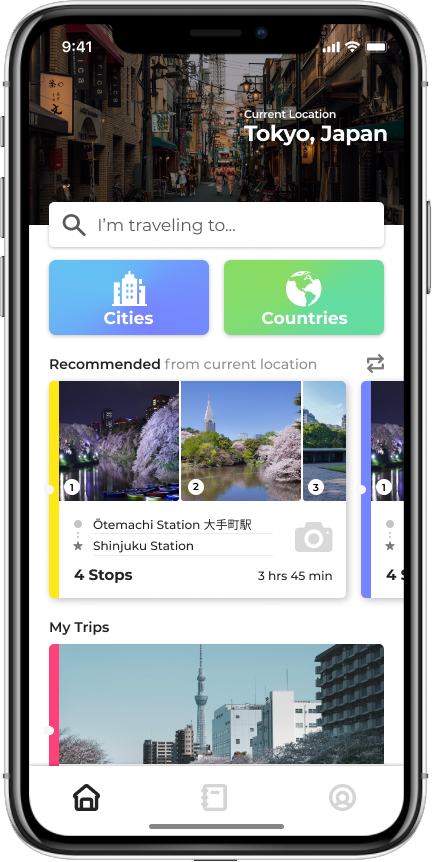 9:41
Current Location
Tokyo, Japan
I'm traveling to...
Cities
Countries
Recommended from current location
1
2
3
1
Ōtemachi Station 大手町駅
Shinjuku Station
4 Stops
3 hrs 45 min
My Trips